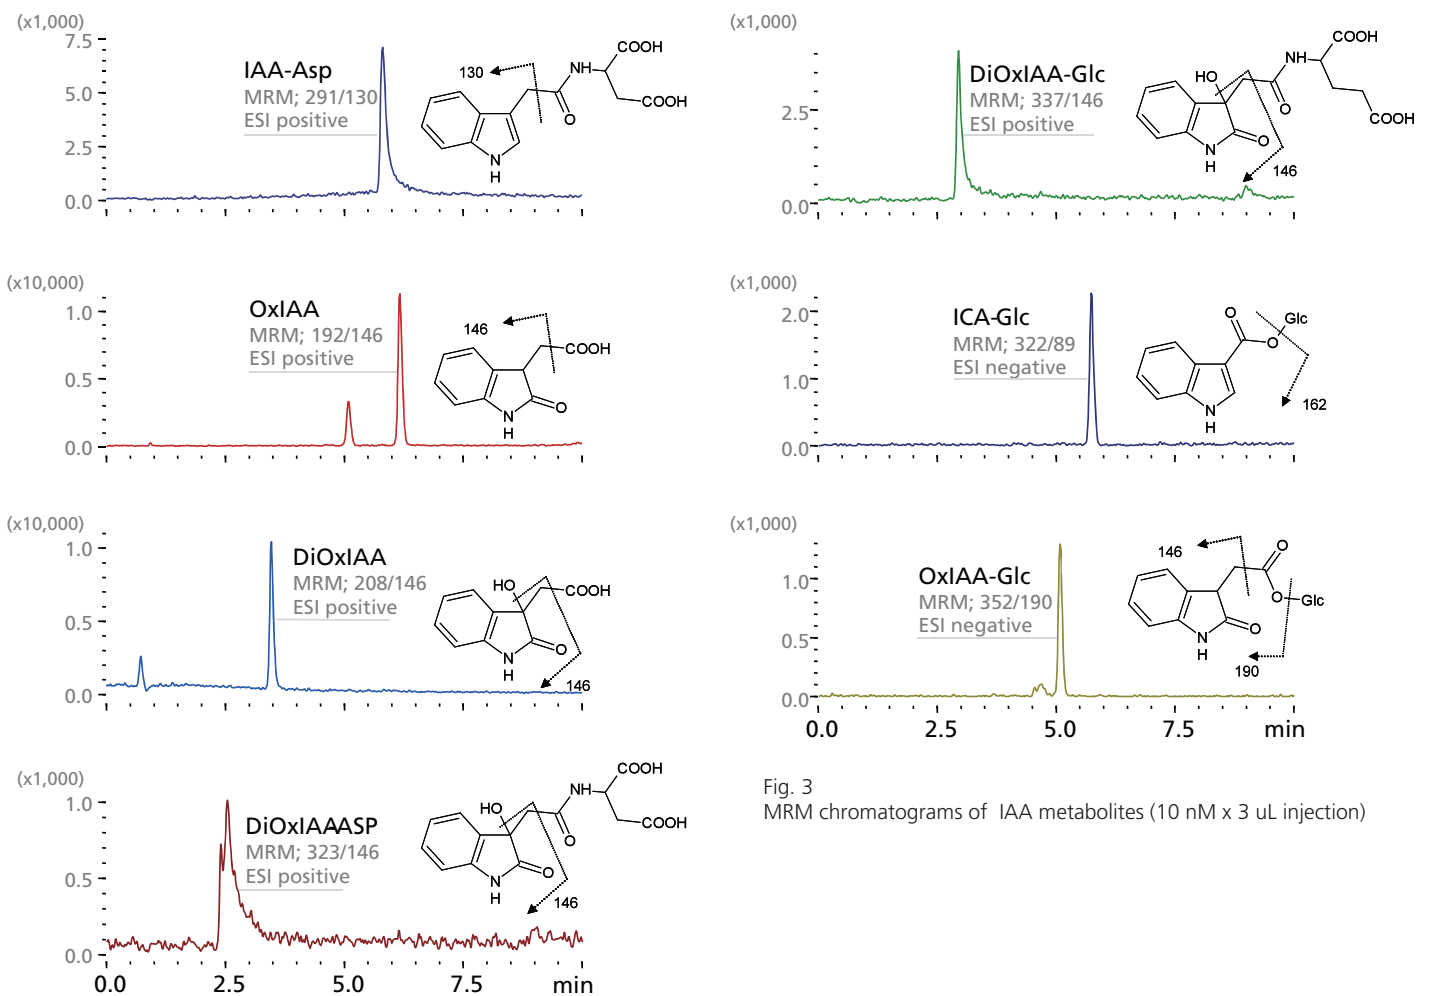 (x1,000)
7.5
5.0
2.5
0.0
IAA-Asp
MRM; 291/130
ESI positive
130
COOH
NH
COOH
O
N
H
(x10,000)
1.0
0.5
0.0
OxIAA
MRM; 192/146
ESI positive
146
COOH
O
N
H
(x10,000)
1.0
0.5
0.0
DiOxIAA
MRM; 208/146
ESI positive
HO
COOH
O
N
H
146
(x1,000)
1.0
0.5
0.0
DiOxIAAASP
MRM; 323/146
ESI positive
COOH
NH
HO
COOH
O
O
N
H
146
0.0 2.5 5.0 7.5 min
(x1,000)
2.5
0.0
DiOxIAA-Glc
MRM; 337/146
ESI positive
COOH
NH
HO
O
COOH
O
N
H
146
(x1,000)
2.0
1.0
0.0
ICA-Glc
MRM; 322/89
ESI negative
O
Glc
O
N
H
162
(x1,000)
1.0
0.5
0.0
OxIAA-Glc
MRM; 352/190
ESI negative
146
O
O
Glc
O
N
H
190
0.0 2.5 5.0 7.5 min
Fig. 3
MRM chromatograms of IAA metabolites (10 nM x 3 uL injection)